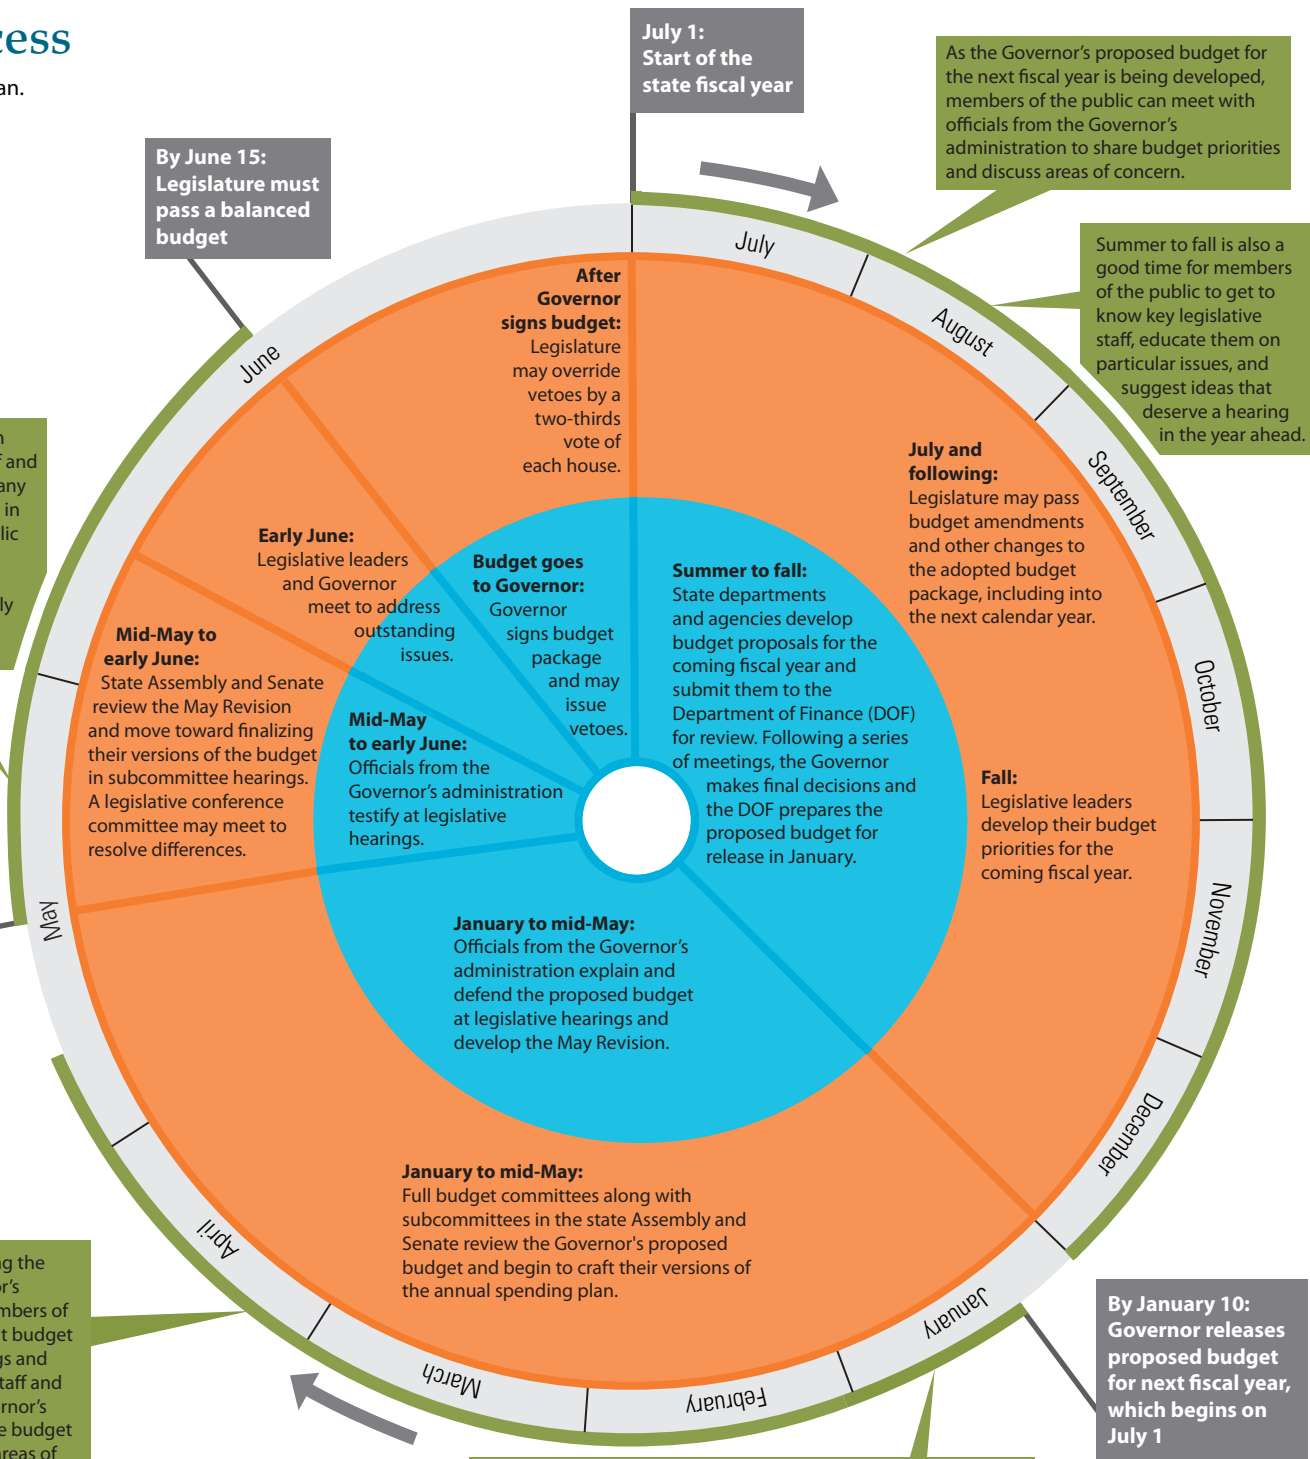 an.
July 1:
Start of the
state fiscal year
As the Governor’s proposed budget for
the next fiscal year is being developed,
members of the public can meet with
officials from the Governor’s
administration to share budget priorities
and discuss areas of concern.
By June 15:
Legislature must
pass a balanced
budget
Summer to fall is also a
good time for members
of the public to get to
know key legislative
staff, educate them on
particular issues, and
suggest ideas that
deserve a hearing
in the year ahead.
July
August
September
October
November
December
January
February
March
April
May
June
After
Governor
signs budget:
Legislature
may override
vetoes by a
two-thirds
vote of
each house.
July and
following:
Legislature may pass
budget amendments
and other changes to
the adopted budget
package, including into
the next calendar year.
Early June:
Legislative leaders
and Governor
meet to address
outstanding
issues.
Budget goes
to Governor:
Governor
signs budget
package
and may
issue
vetoes.
Summer to fall:
State departments
and agencies develop
budget proposals for the
coming fiscal year and
submit them to the
Department of Finance (DOF)
for review. Following a series
of meetings, the Governor
makes final decisions and
the DOF prepares the
proposed budget for
release in January.
Mid-May to
early June:
State Assembly and Senate
review the May Revision
and move toward finalizing
their versions of the budget
in subcommittee hearings.
A legislative conference
committee may meet to
resolve differences.
Mid-May
to early June:
Officials from the
Governor’s administration
testify at legislative
hearings.
Fall:
Legislative leaders
develop their budget
priorities for the
coming fiscal year.
January to mid-May:
Officials from the Governor’s
administration explain and
defend the proposed budget
at legislative hearings and
develop the May Revision.
January to mid-May:
Full budget committees along with
subcommittees in the state Assembly and
Senate review the Governor's proposed
budget and begin to craft their versions of
the annual spending plan.
By January 10:
Governor releases
proposed budget
for next fiscal year,
which begins on
July 1
and
any
in
the
budget
and
and
budget
areas of